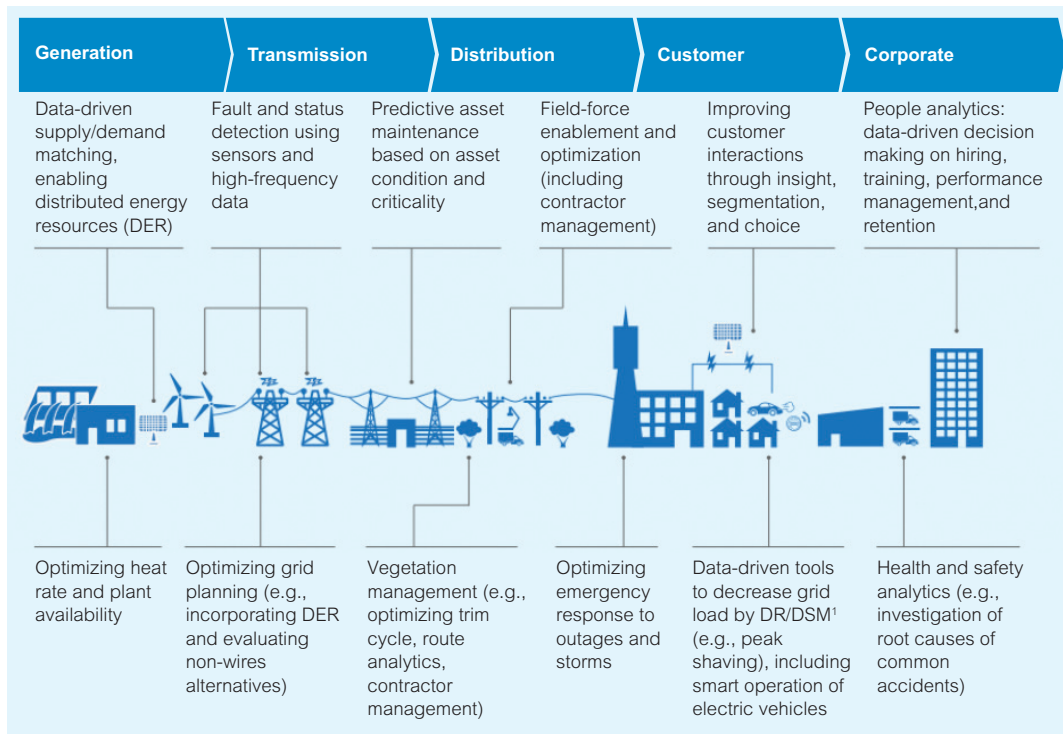 Generation
Transmission
Distribution
Customer
Corporate
Data-driven
supply/demand
matching,
enabling
distributed energy
resources (DER)
Fault and status
detection using
sensors and
high-frequency
data
Predictive asset
maintenance
based on asset
condition and
criticality
Field-force
enablement and
optimization
(including
contractor
management)
Improving
customer
interactions
through insight,
segmentation,
and choice
People analytics:
data-driven decision
making on hiring,
training, performance
management,and
retention
Optimizing heat
rate and plant
availability
Optimizing grid
planning (e.g.,
incorporating DER
and evaluating
non-wires
alternatives)
Vegetation
management (e.g.,
optimizing trim
cycle, route
analytics,
contractor
management)
Optimizing
emergency
response to
outages and
storms
Data-driven tools
to decrease grid
load by DR/DSM¹
(e.g., peak
shaving), including
smart operation of
electric vehicles
Health and safety
analytics (e.g.,
investigation of
root causes of
common
accidents)